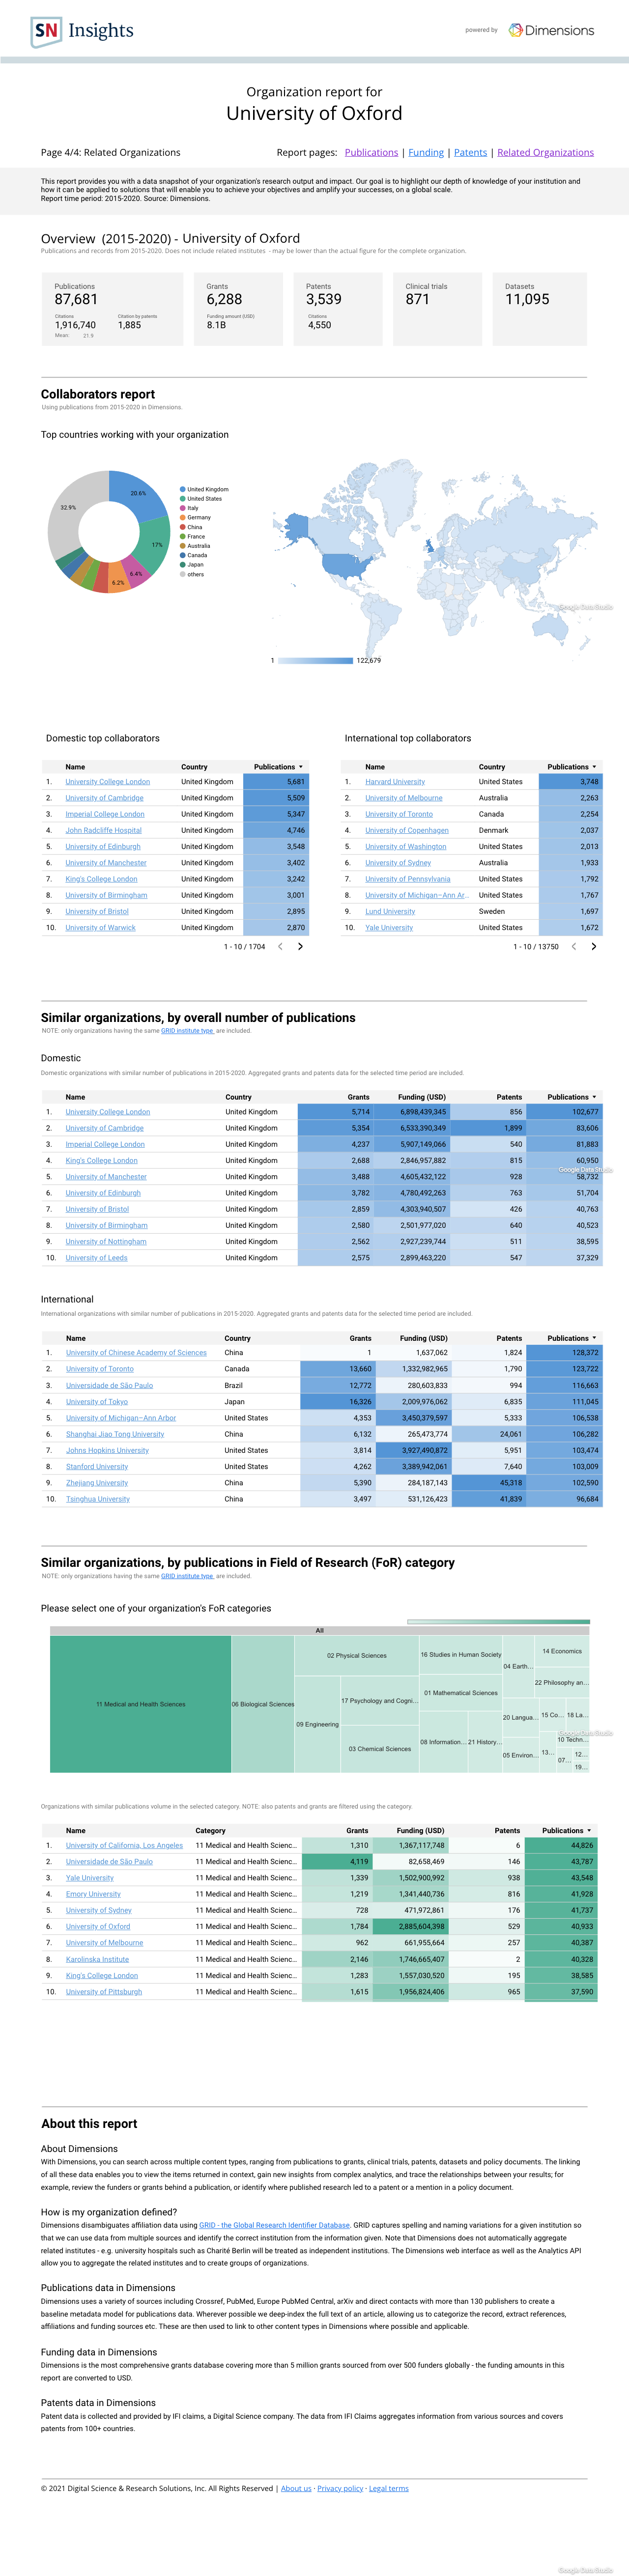 SN Insights
powered by Dimensions
Organization report for
University of Oxford
Page 4/4: Related Organizations
Report pages: Publications | Funding | Patents | Related Organizations
This report provides you with a data snapshot of your organization's research output and impact. Our goal is to highlight our depth of knowledge of your institution and
how it can be applied to solutions that will enable you to achieve your objectives and amplify your successes, on a global scale.
Report time period: 2015-2020. Source: Dimensions.
Overview (2015-2020) - University of Oxford
Publications and records from 2015-2020. Does not include related institutes - may be lower than the actual figure for the complete organization.
Publications
87,681
Citations
1,916,740
Mean: 21.9
Citation by patents
1,885
Grants
6,288
Funding amount (USD)
8.1B
Patents
3,539
Citations
4,550
Clinical trials
871
Datasets
11,095
Collaborators report
Using publications from 2015-2020 in Dimensions.
Top countries working with your organization
20.6%
17%
6.4%
6.2%
32.9%
United Kingdom
United States
Italy
Germany
China
France
Australia
Canada
Japan
others
Google Data Studio
1 122,679
Domestic top collaborators
Name Country Publications
1. University College London United Kingdom 5,681
2. University of Cambridge United Kingdom 5,509
3. Imperial College London United Kingdom 5,347
4. John Radcliffe Hospital United Kingdom 4,746
5. University of Edinburgh United Kingdom 3,548
6. University of Manchester United Kingdom 3,402
7. King's College London United Kingdom 3,242
8. University of Birmingham United Kingdom 3,001
9. University of Bristol United Kingdom 2,895
10. University of Warwick United Kingdom 2,870
1 - 10 / 1704
International top collaborators
Name Country Publications
1. Harvard University United States 3,748
2. University of Melbourne Australia 2,263
3. University of Toronto Canada 2,254
4. University of Copenhagen Denmark 2,037
5. University of Washington United States 2,013
6. University of Sydney Australia 1,933
7. University of Pennsylvania United States 1,792
8. University of Michigan–Ann Ar... United States 1,767
9. Lund University Sweden 1,697
10. Yale University United States 1,672
1 - 10 / 13750
Similar organizations, by overall number of publications
NOTE: only organizations having the same GRID institute type are included.
Domestic
Domestic organizations with similar number of publications in 2015-2020. Aggregated grants and patents data for the selected time period are included.
Name Country Grants Funding (USD) Patents Publications
1. University College London United Kingdom 5,714 6,898,439,345 856 102,677
2. University of Cambridge United Kingdom 5,354 6,533,390,349 1,899 83,606
3. Imperial College London United Kingdom 4,237 5,907,149,066 540 81,883
4. King's College London United Kingdom 2,688 2,846,957,882 815 60,950
Google Data Studio
5. University of Manchester United Kingdom 3,488 4,605,432,122 928 58,732
6. University of Edinburgh United Kingdom 3,782 4,780,492,263 763 51,704
7. University of Bristol United Kingdom 2,859 4,303,940,507 426 40,763
8. University of Birmingham United Kingdom 2,580 2,501,977,020 640 40,523
9. University of Nottingham United Kingdom 2,562 2,927,239,744 511 38,595
10. University of Leeds United Kingdom 2,575 2,899,463,220 547 37,329
International
International organizations with similar number of publications in 2015-2020. Aggregated grants and patents data for the selected time period are included.
Name Country Grants Funding (USD) Patents Publications
1. University of Chinese Academy of Sciences China 1 1,637,062 1,824 128,372
2. University of Toronto Canada 13,660 1,332,982,965 1,790 123,722
3. Universidade de São Paulo Brazil 12,772 280,603,833 994 116,663
4. University of Tokyo Japan 16,326 2,009,976,062 6,835 111,045
5. University of Michigan–Ann Arbor United States 4,353 3,450,379,597 5,333 106,538
6. Shanghai Jiao Tong University China 6,132 265,473,774 24,061 106,282
7. Johns Hopkins University United States 3,814 3,927,490,872 5,951 103,474
8. Stanford University United States 4,262 3,389,942,061 7,640 103,009
9. Zhejiang University China 5,390 284,187,143 45,318 102,590
10. Tsinghua University China 3,497 531,126,423 41,839 96,684
Similar organizations, by publications in Field of Research (FoR) category
NOTE: only organizations having the same GRID institute type are included.
Please select one of your organization's FoR categories
All
11 Medical and Health Sciences
06 Biological Sciences
02 Physical Sciences
09 Engineering
17 Psychology and Cogni...
03 Chemical Sciences
16 Studies in Human Society
01 Mathematical Sciences
08 Information...
21 History...
04 Earth...
14 Economics
22 Philosophy an...
20 Langua...
15 Co...
18 La...
05 Environ...
13...
10 Techn...
07...
12...
19...
Google Data Studio
Organizations with similar publications volume in the selected category. NOTE: also patents and grants are filtered using the category.
Name Category Grants Funding (USD) Patents Publications
1. University of California, Los Angeles 11 Medical and Health Scienc... 1,310 1,367,117,748 6 44,826
2. Universidade de São Paulo 11 Medical and Health Scienc... 4,119 82,658,469 146 43,787
3. Yale University 11 Medical and Health Scienc... 1,339 1,502,900,992 938 43,548
4. Emory University 11 Medical and Health Scienc... 1,219 1,341,440,736 816 41,928
5. University of Sydney 11 Medical and Health Scienc... 728 471,972,861 176 41,737
6. University of Oxford 11 Medical and Health Scienc... 1,784 2,885,604,398 529 40,933
7. University of Melbourne 11 Medical and Health Scienc... 962 661,955,664 257 40,387
8. Karolinska Institute 11 Medical and Health Scienc... 2,146 1,746,665,407 2 40,328
9. King's College London 11 Medical and Health Scienc... 1,283 1,557,030,520 195 38,585
10. University of Pittsburgh 11 Medical and Health Scienc... 1,615 1,956,824,406 965 37,590
About this report
About Dimensions
With Dimensions, you can search across multiple content types, ranging from publications to grants, clinical trials, patents, datasets and policy documents. The linking
of all these data enables you to view the items returned in context, gain new insights from complex analytics, and trace the relationships between your results; for
example, review the funders or grants behind a publication, or identify where published research led to a patent or a mention in a policy document.
How is my organization defined?
Dimensions disambiguates affiliation data using GRID - the Global Research Identifier Database. GRID captures spelling and naming variations for a given institution so
that we can use data from multiple sources and identify the correct institution from the information given. Note that Dimensions does not automatically aggregate
related institutes - e.g. university hospitals such as Charité Berlin will be treated as independent institutions. The Dimensions web interface as well as the Analytics API
allow you to aggregate the related institutes and to create groups of organizations.
Publications data in Dimensions
Dimensions uses a variety of sources including Crossref, PubMed, Europe PubMed Central, arXiv and direct contacts with more than 130 publishers to create a
baseline metadata model for publications data. Wherever possible we deep-index the full text of an article, allowing us to categorize the record, extract references,
affiliations and funding sources etc. These are then used to link to other content types in Dimensions where possible and applicable.
Funding data in Dimensions
Dimensions is the most comprehensive grants database covering more than 5 million grants sourced from over 500 funders globally - the funding amounts in this
report are converted to USD.
Patents data in Dimensions
Patent data is collected and provided by IFI claims, a Digital Science company. The data from IFI Claims aggregates information from various sources and covers
patents from 100+ countries.
© 2021 Digital Science & Research Solutions, Inc. All Rights Reserved | About us · Privacy policy · Legal terms
Google Data Studio